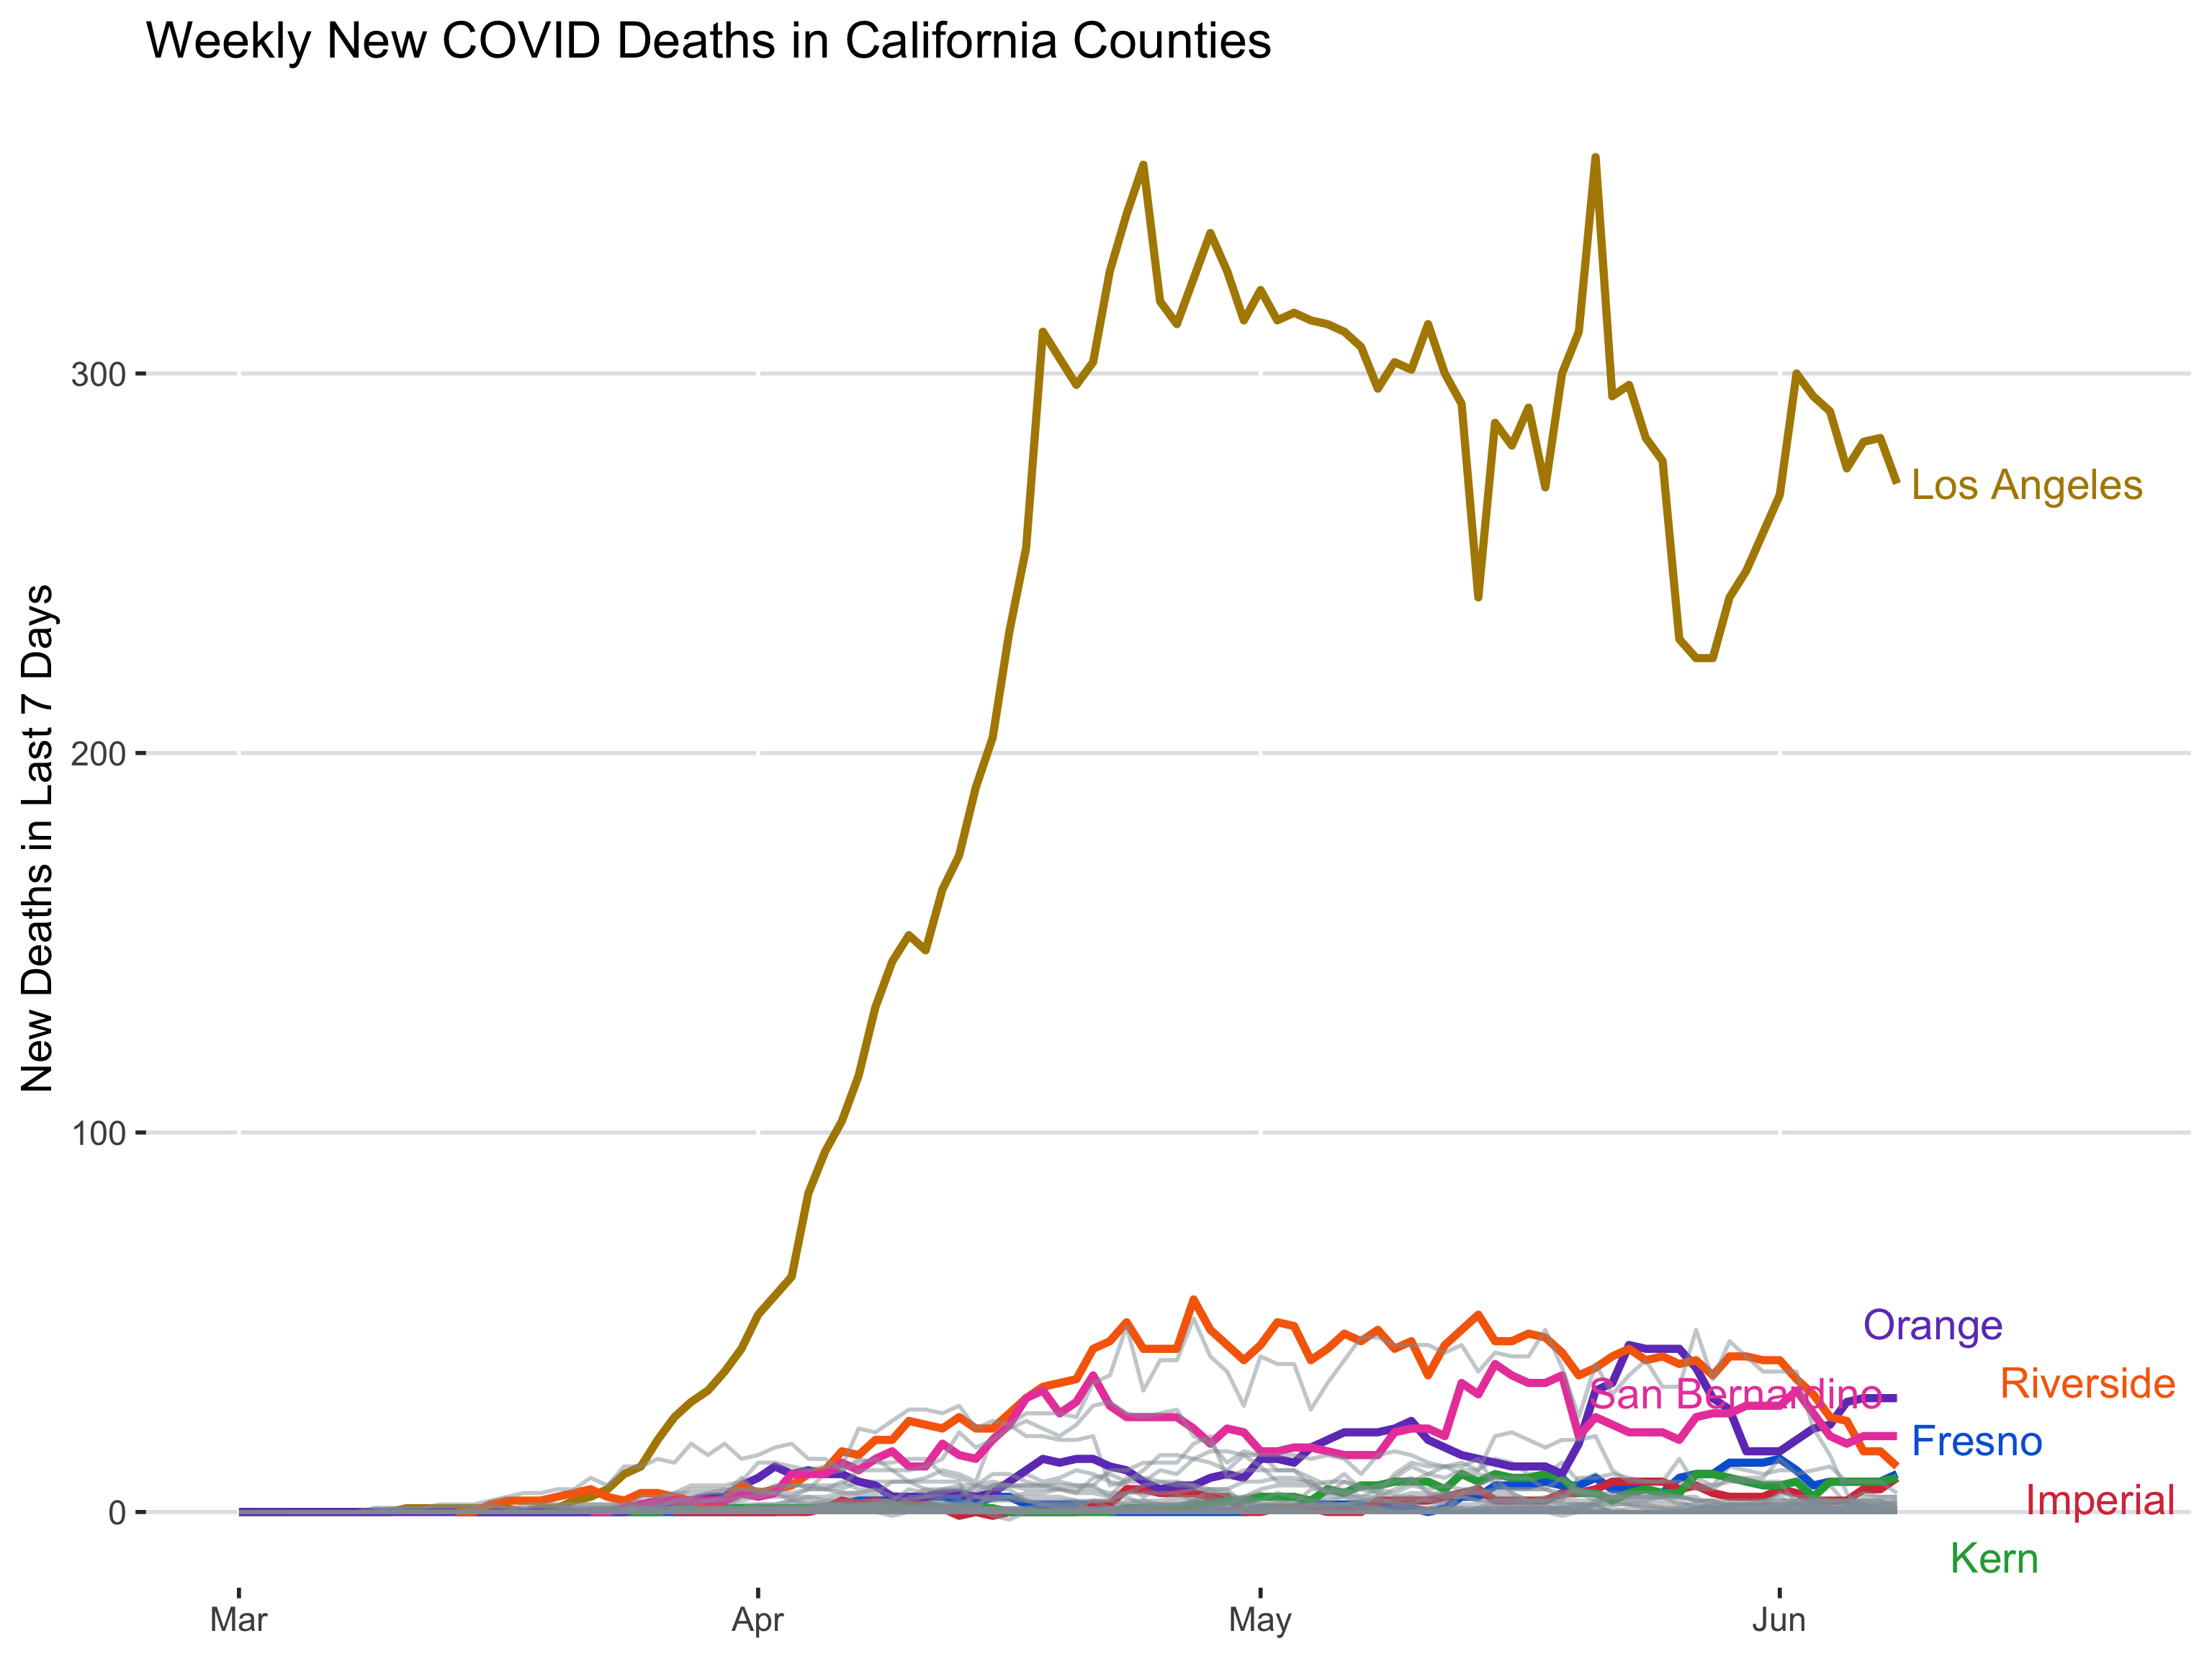 Weekly New COVID Deaths in California Counties
New Deaths in Last 7 Days
300
200
100
0
Los Angeles
Orange
Riverside
San Bernardino
Fresno
Imperial
Kern
Mar
Apr
May
Jun